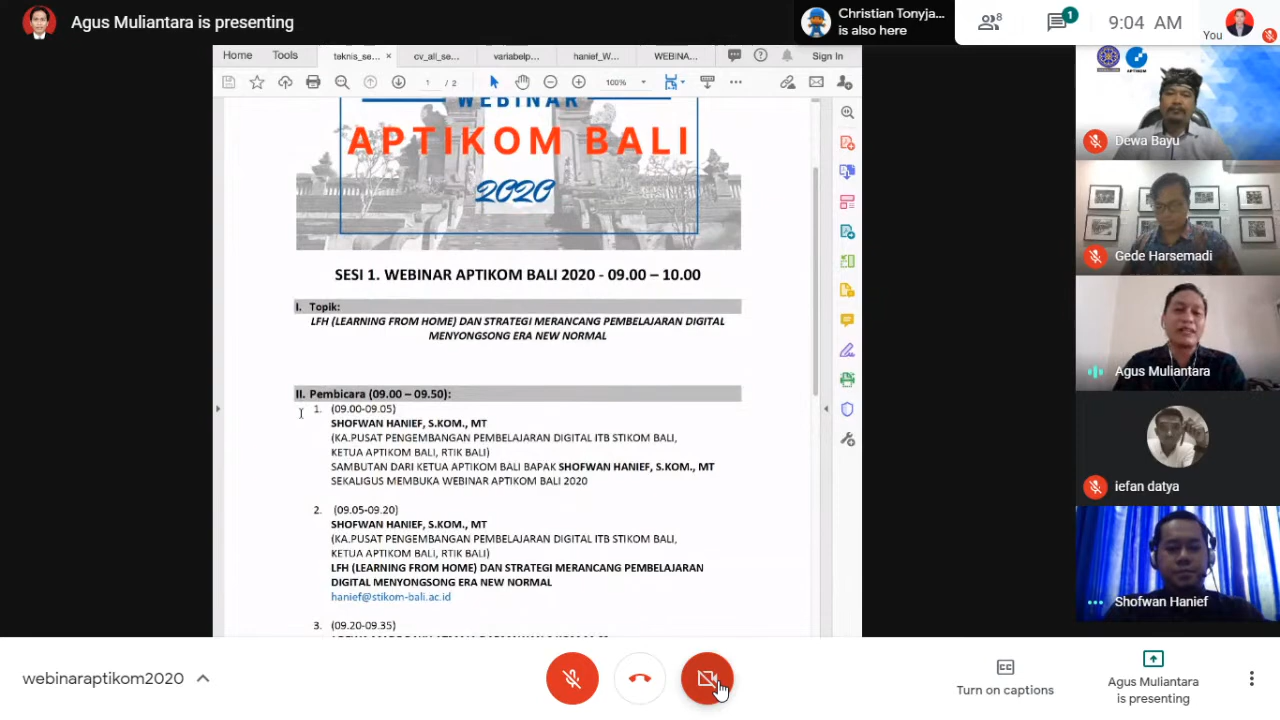 Agus Muliantara is presenting
Christian Tonyja...
is also here
8
1
9:04 AM
You
Home
Tools
teknis_se...
cv_all_se...
variabelp...
hanief_W...
WEBINA...
Sign In
1 / 2
100%
WEBINAR
APTIKOM BALI
2020
SESI 1. WEBINAR APTIKOM BALI 2020 - 09.00 – 10.00
I. Topik:
LFH (LEARNING FROM HOME) DAN STRATEGI MERANCANG PEMBELAJARAN DIGITAL
MENYONGSONG ERA NEW NORMAL
II. Pembicara (09.00 – 09.50):
1. (09.00-09.05)
SHOFWAN HANIEF, S.KOM., MT
(KA.PUSAT PENGEMBANGAN PEMBELAJARAN DIGITAL ITB STIKOM BALI,
KETUA APTIKOM BALI, RTIK BALI)
SAMBUTAN DARI KETUA APTIKOM BALI BAPAK SHOFWAN HANIEF, S.KOM., MT
SEKALIGUS MEMBUKA WEBINAR APTIKOM BALI 2020
2. (09.05-09.20)
SHOFWAN HANIEF, S.KOM., MT
(KA.PUSAT PENGEMBANGAN PEMBELAJARAN DIGITAL ITB STIKOM BALI,
KETUA APTIKOM BALI, RTIK BALI)
LFH (LEARNING FROM HOME) DAN STRATEGI MERANCANG PEMBELAJARAN
DIGITAL MENYONGSONG ERA NEW NORMAL
hanief@stikom-bali.ac.id
3. (09.20-09.35)
APTIKOM
Dewa Bayu
Gede Harsemadi
Agus Muliantara
iefan datya
Shofwan Hanief
webinaraptikom2020
Turn on captions
Agus Muliantara
is presenting